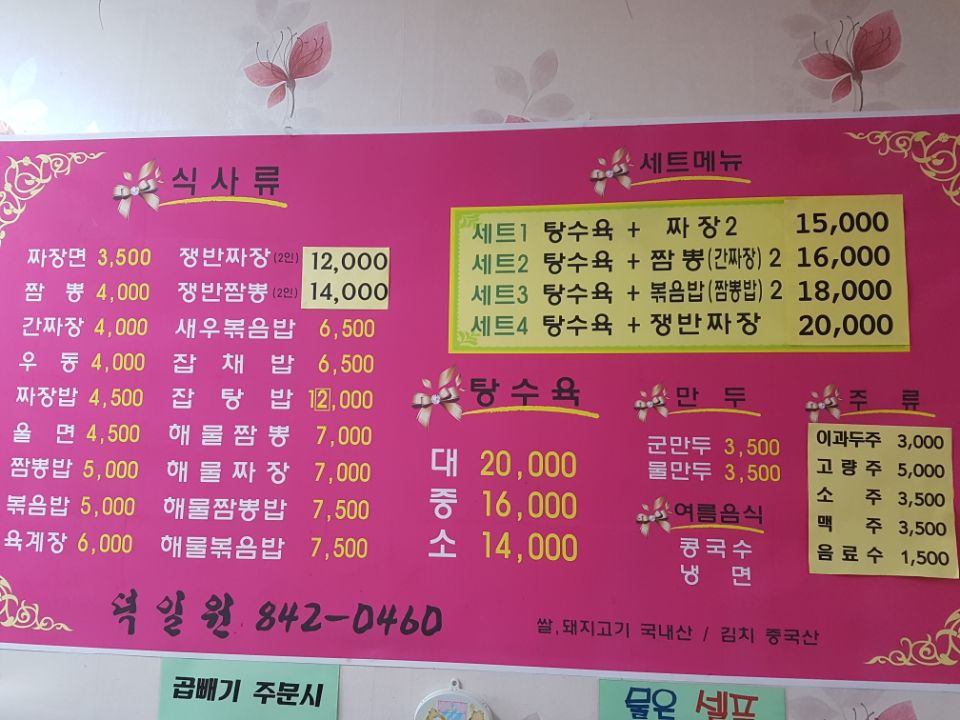 식사류
짜장면 3,500
짬 뽕 4,000
간짜장 4,000
우 동 4,000
짜장밥 4,500
울 면 4,500
짬뽕밥 5,000
볶음밥 5,000
육계장 6,000
쟁반짜장(2인) 12,000
쟁반짬뽕(2인) 14,000
새우볶음밥 6,500
잡 채 밥 6,500
잡 탕 밥 12,000
해 물 짬 뽕 7,000
해 물 짜 장 7,000
해물짬뽕밥 7,500
해물볶음밥 7,500
세트메뉴
세트1 탕수육 + 짜장2 15,000
세트2 탕수육 + 짬뽕(간짜장) 2 16,000
세트3 탕수육 + 볶음밥(짬뽕밥) 2 18,000
세트4 탕수육 + 쟁반짜장 20,000
탕수육
대 20,000
중 16,000
소 14,000
만 두
군만두 3,500
물만두 3,500
여름음식
콩국수
냉 면
주 류
이과두주 3,000
고 량 주 5,000
소 주 3,500
맥 주 3,500
음 료 수 1,500
덕일원 842-0460
쌀,돼지고기 국내산 / 김치 중국산
곱빼기 주문시